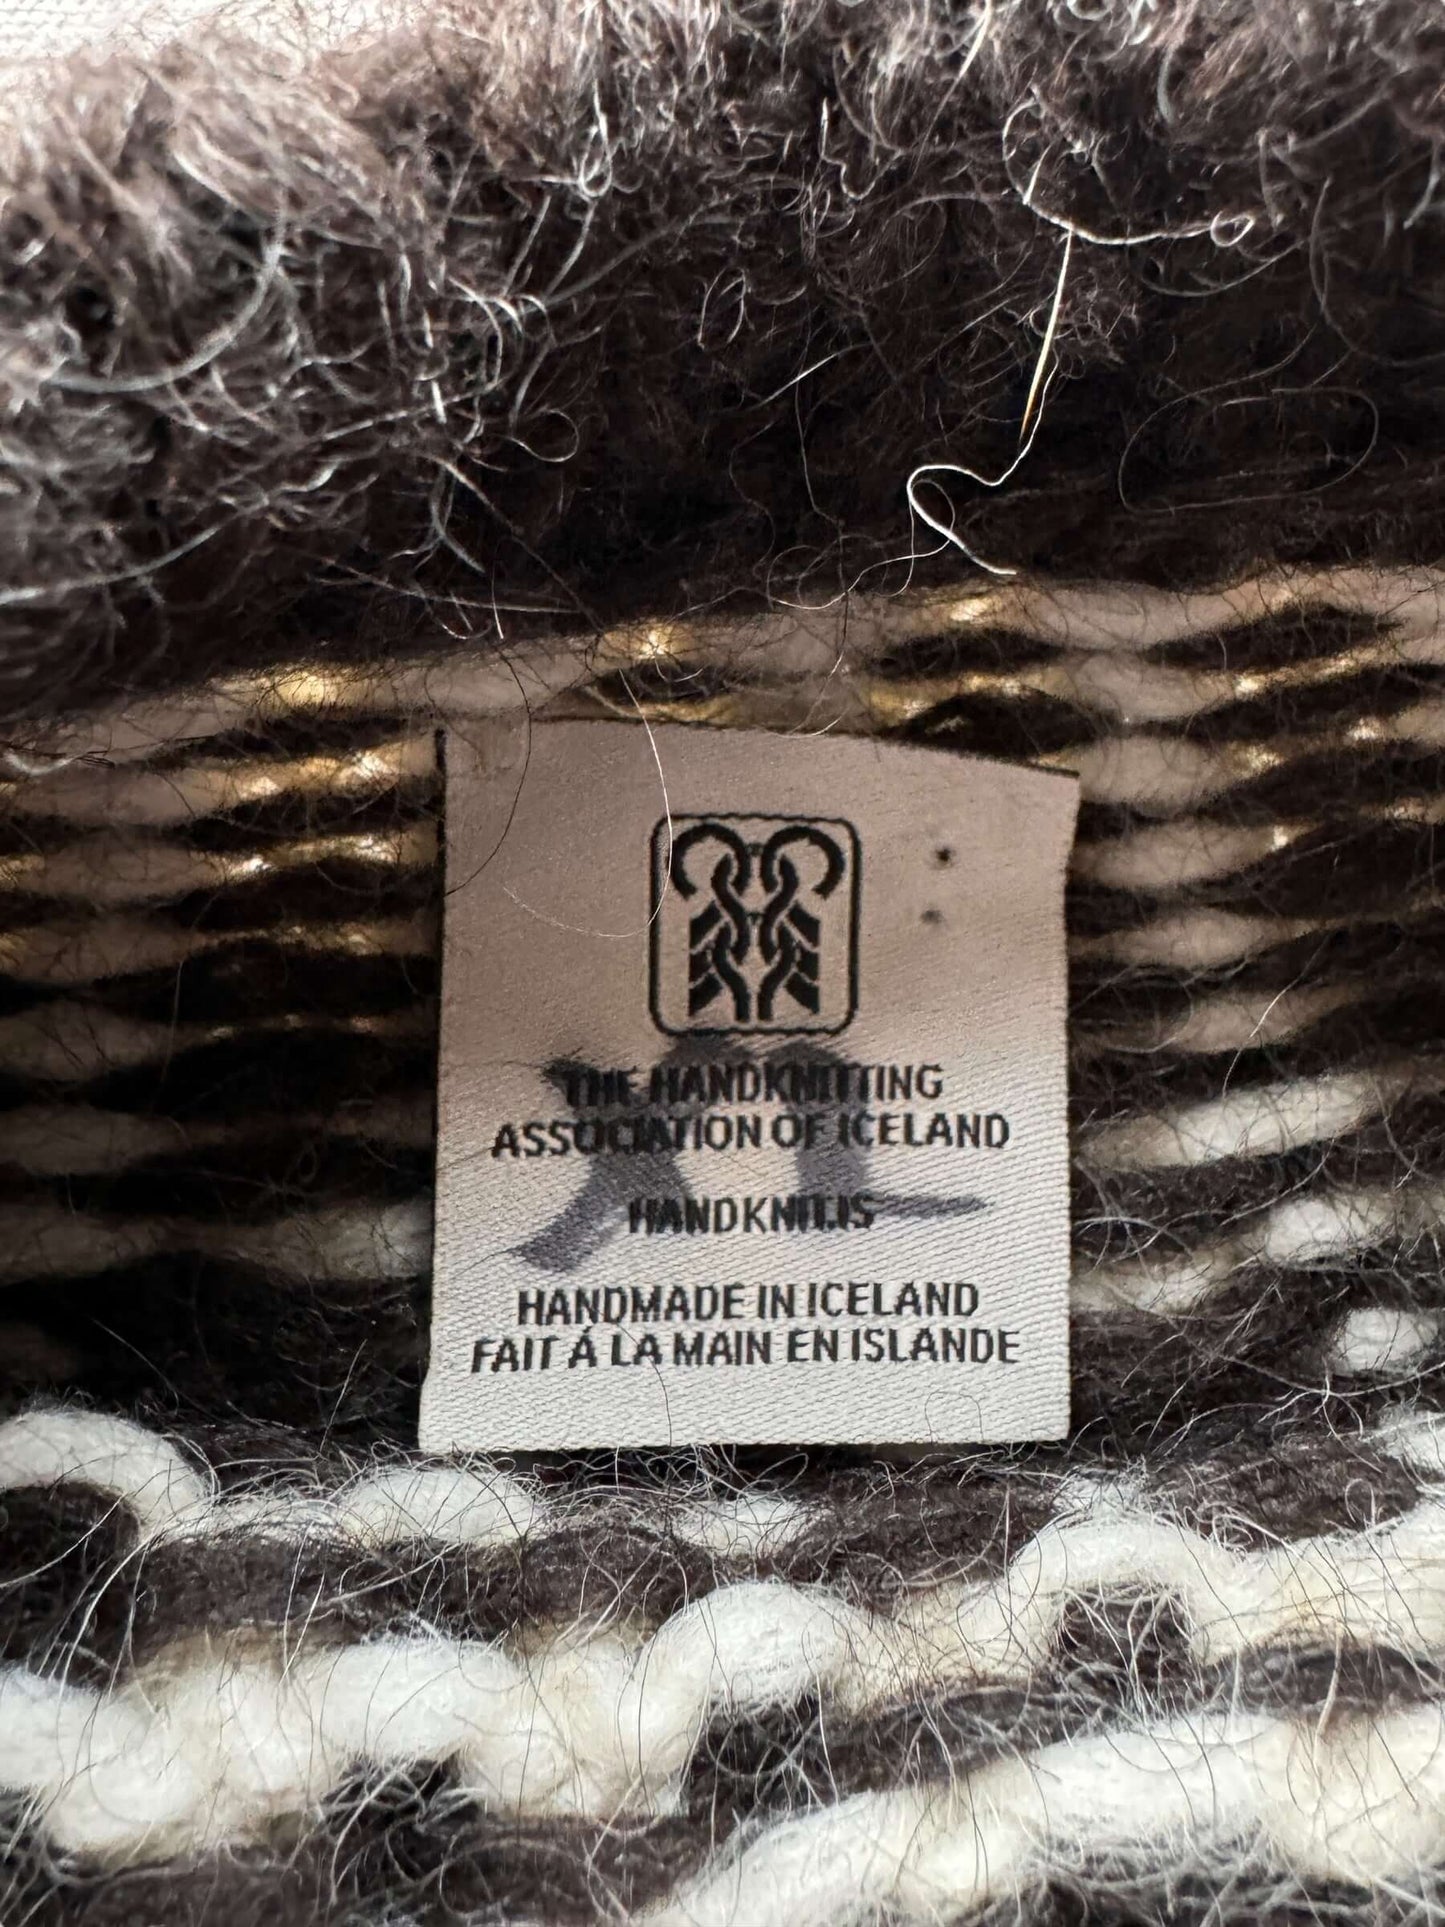 THE HANDKNITTING
ASSOCIATION OF ICELAND
HANDKNIT.IS
HANDMADE IN ICELAND
FAIT Á LA MAIN EN ISLANDE